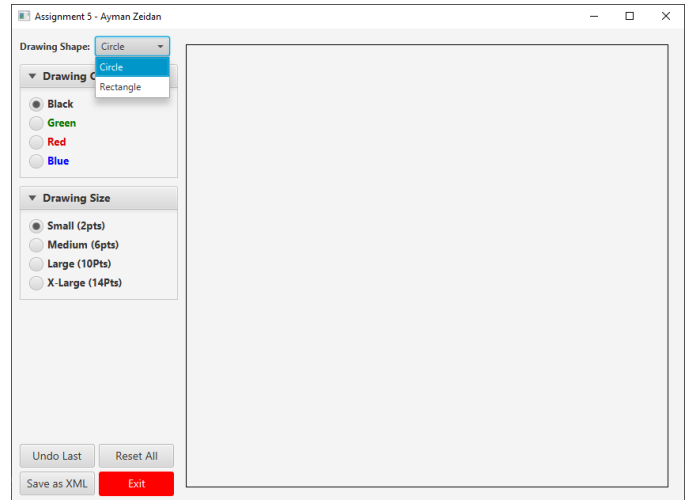 Assignment 5 - Ayman Zeidan
Drawing Shape: Circle
Circle
Rectangle
Drawing C
Black
Green
Red
Blue
Drawing Size
Small (2pts)
Medium (6pts)
Large (10Pts)
X-Large (14Pts)
Undo Last Reset All
Save as XML Exit